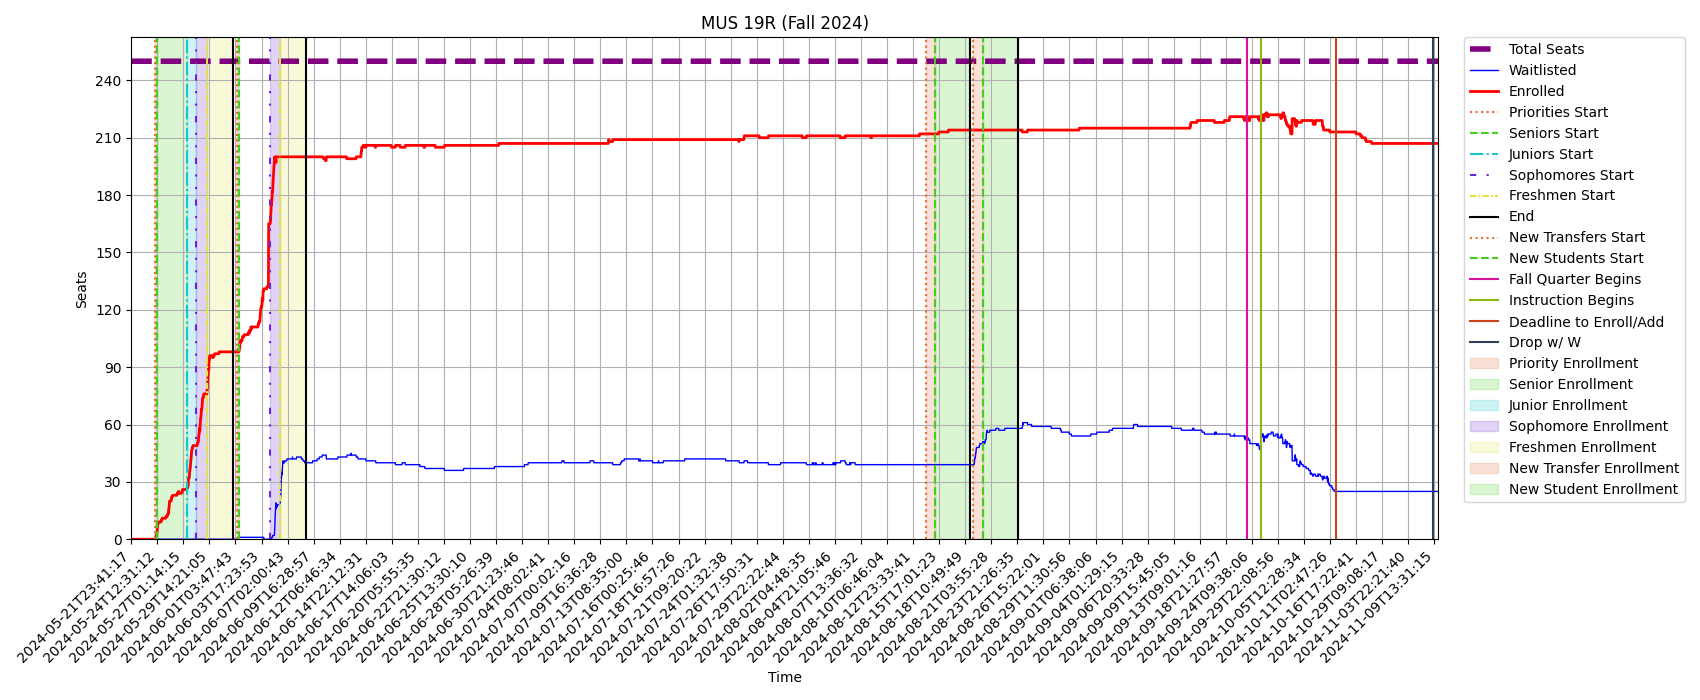 MUS 19R (Fall 2024)
Seats
240
210
180
150
120
90
60
30
0
2024-05-21T23:41:17
2024-05-24T12:31:12
2024-05-27T01:14:15
2024-05-29T14:21:05
2024-06-01T03:47:43
2024-06-03T17:23:53
2024-06-07T02:00:43
2024-06-09T16:28:57
2024-06-12T06:46:34
2024-06-14T22:12:31
2024-06-17T14:06:03
2024-06-20T05:55:35
2024-06-22T21:30:12
2024-06-25T13:30:10
2024-06-28T05:26:39
2024-06-30T21:23:46
2024-07-04T08:02:41
2024-07-07T00:02:16
2024-07-09T16:36:28
2024-07-13T08:35:00
2024-07-16T00:25:46
2024-07-18T16:57:26
2024-07-21T09:20:22
2024-07-24T01:32:38
2024-07-26T17:50:31
2024-07-29T12:22:44
2024-08-02T04:48:35
2024-08-04T21:05:46
2024-08-07T13:36:32
2024-08-10T06:46:04
2024-08-12T23:33:41
2024-08-15T17:01:23
2024-08-18T10:49:49
2024-08-21T03:55:28
2024-08-23T21:26:35
2024-08-26T15:22:01
2024-08-29T11:30:56
2024-09-01T06:38:06
2024-09-04T01:29:15
2024-09-06T20:33:28
2024-09-09T15:45:05
2024-09-13T09:01:16
2024-09-18T21:27:57
2024-09-24T09:38:06
2024-09-29T22:08:56
2024-10-05T12:28:34
2024-10-11T02:47:26
2024-10-16T17:22:41
2024-10-29T09:08:17
2024-11-03T22:21:40
2024-11-09T13:31:15
Time
Total Seats
Waitlisted
Enrolled
Priorities Start
Seniors Start
Juniors Start
Sophomores Start
Freshmen Start
End
New Transfers Start
New Students Start
Fall Quarter Begins
Instruction Begins
Deadline to Enroll/Add
Drop w/ W
Priority Enrollment
Senior Enrollment
Junior Enrollment
Sophomore Enrollment
Freshmen Enrollment
New Transfer Enrollment
New Student Enrollment